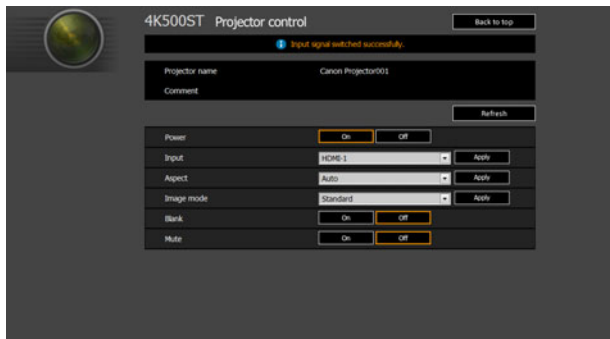 4K500ST Projector control Back to top
Input signal switched successfully.
Projector name Canon Projector001
Comment
Refresh
Power On Off
Input HDMI-1 Apply
Aspect Auto Apply
Image mode Standard Apply
Blank On Off
Mute On Off